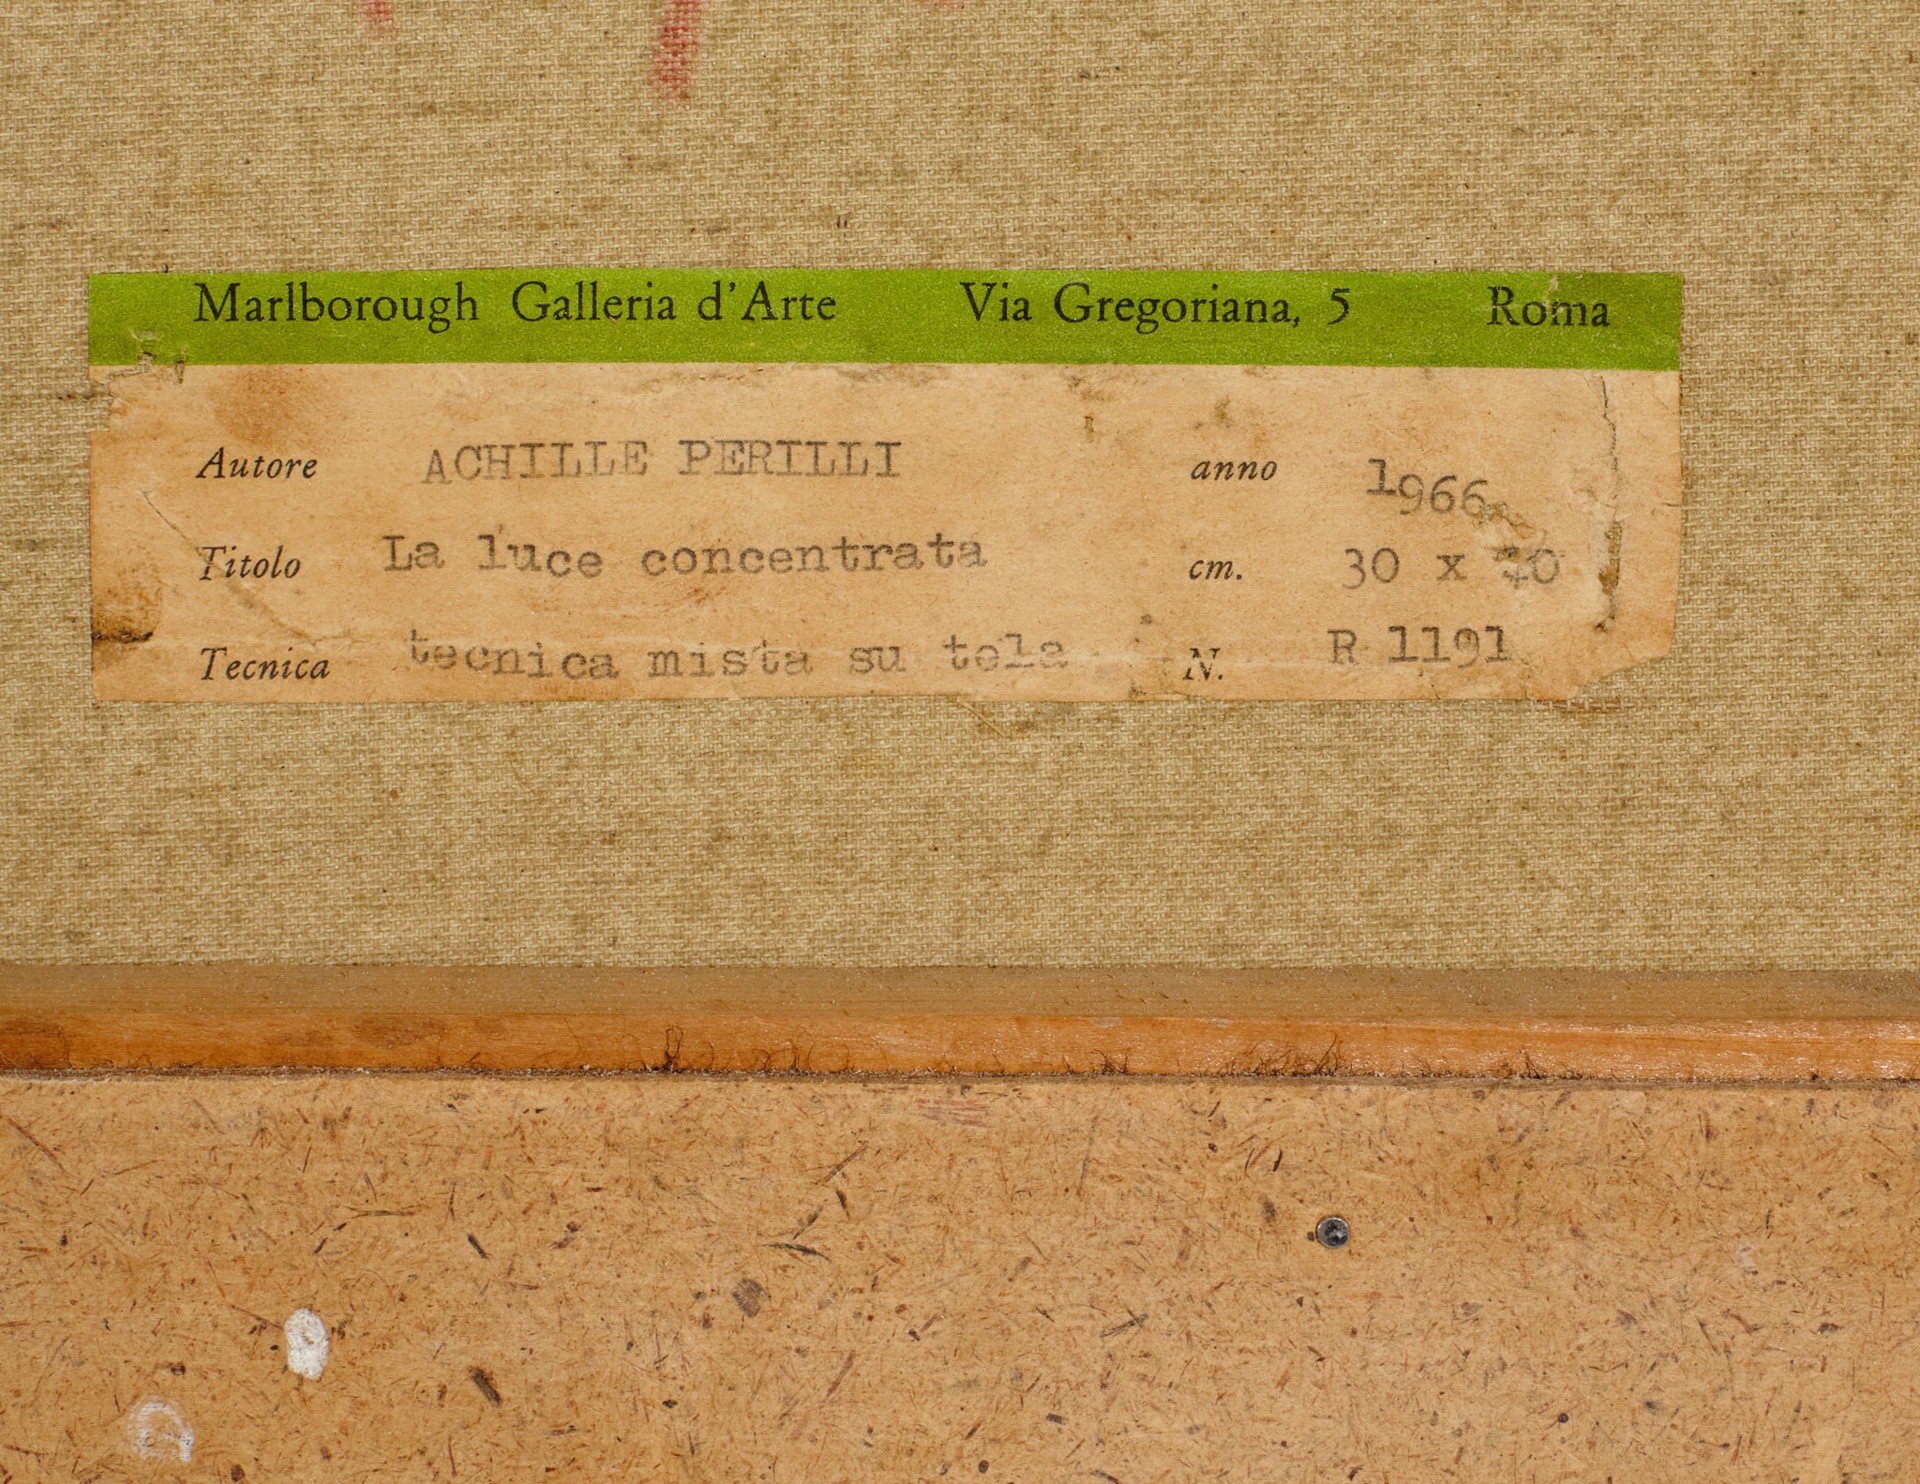 Marlborough Galleria d'Arte Via Gregoriana, 5 Roma
Autore ACHILLE PERILLI anno 1966
Titolo La luce concentrata cm. 30 x 40
Tecnica tecnica mista su tela N. R 1191